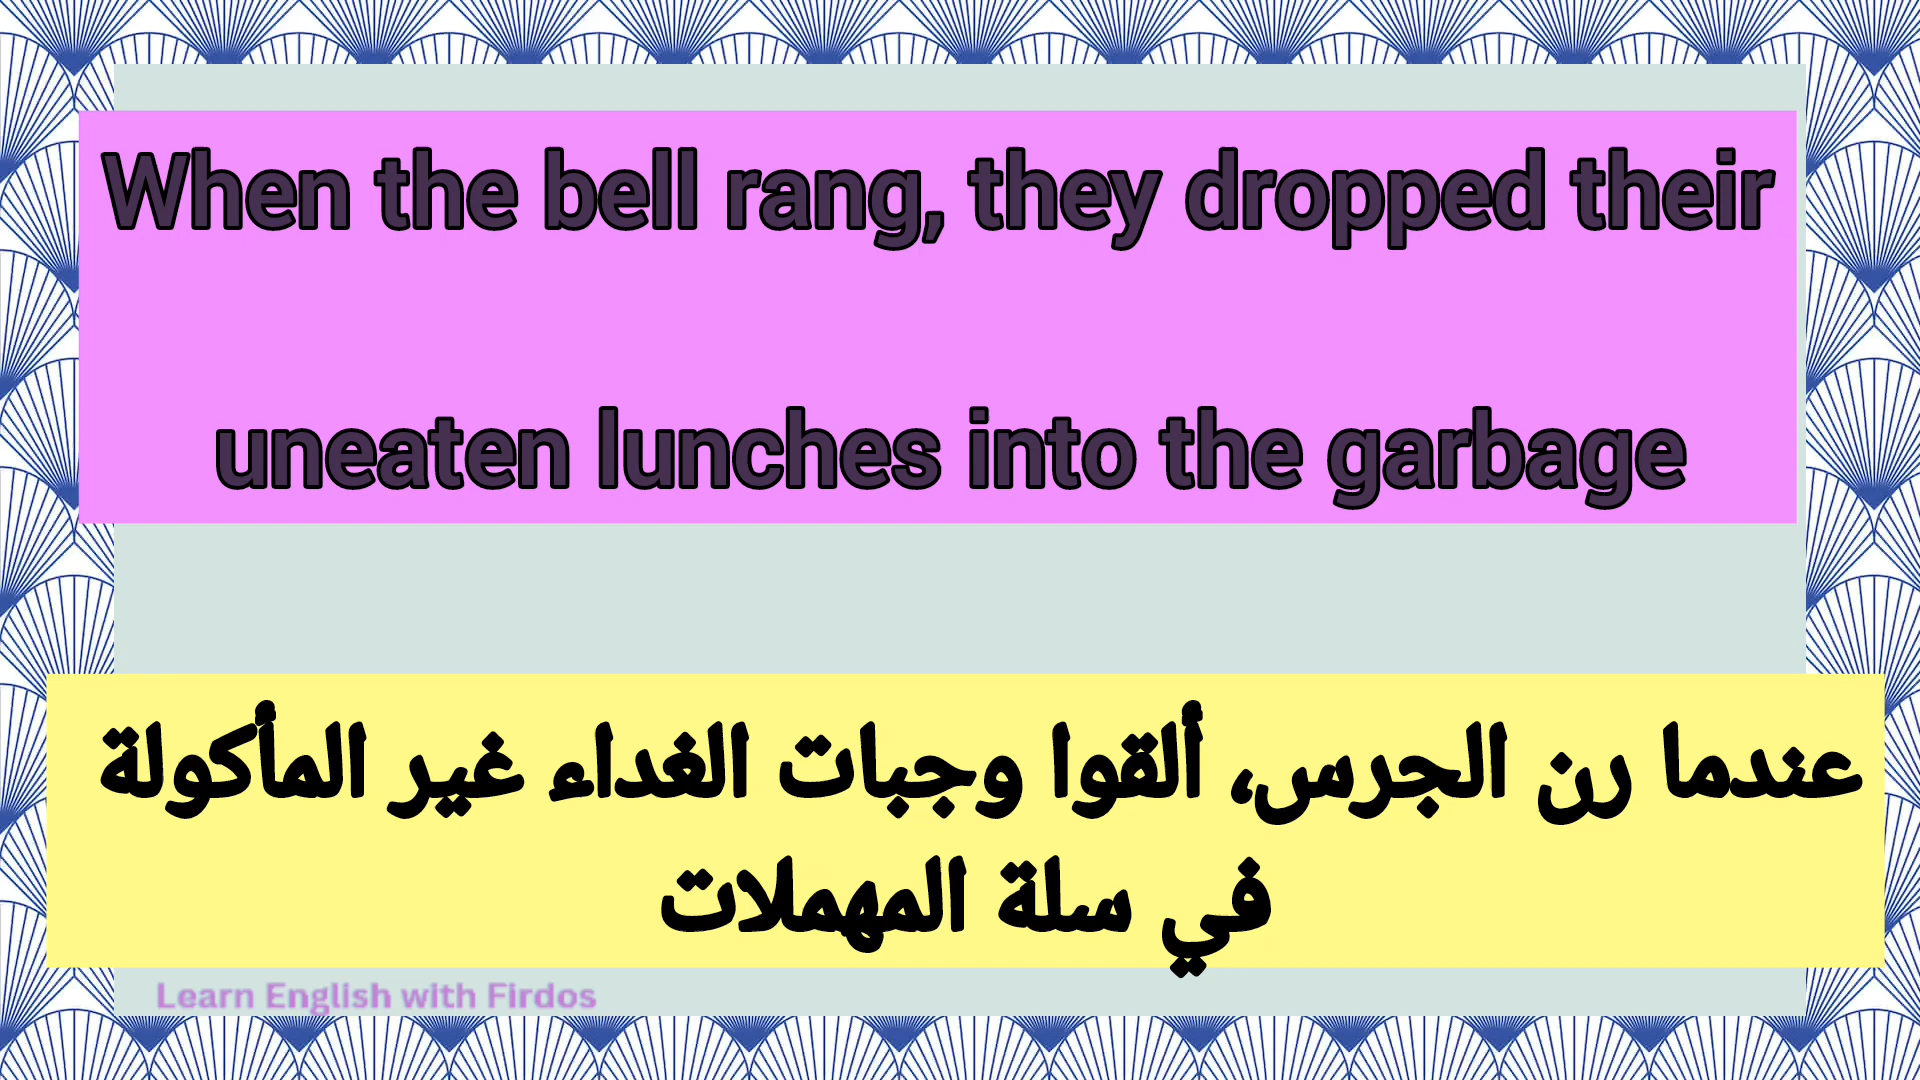 When the bell rang, they dropped their
uneaten lunches into the garbage
عندما رن الجرس، ألقوا وجبات الغداء غير المأكولة
في سلة المهملات
Learn English with Firdos